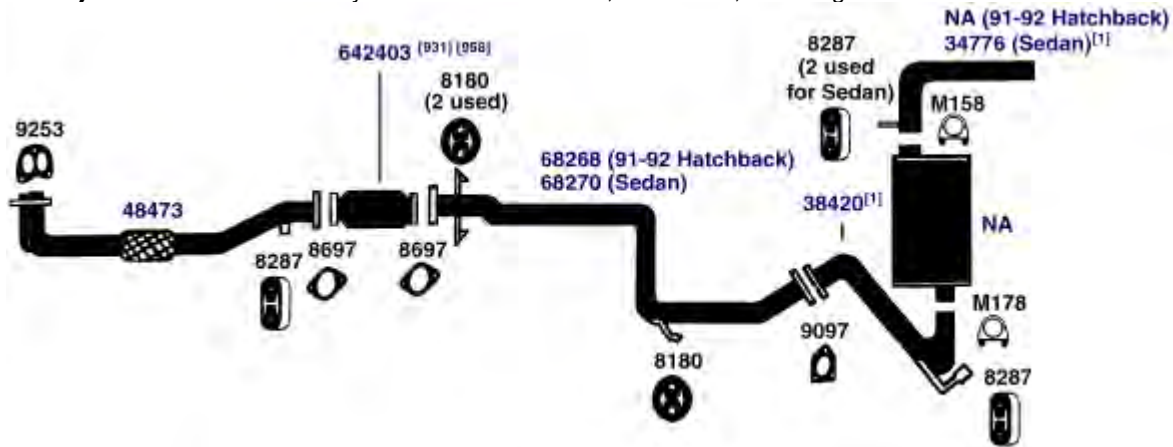 NA (91-92 Hatchback)
34776 (Sedan)[1]
8287
(2 used
for Sedan)
M158
642403 (931) (958)
8180
(2 used)
9253
68268 (91-92 Hatchback)
68270 (Sedan)
48473
38420[1]
NA
8287
8697
8697
M178
9097
8180
8287